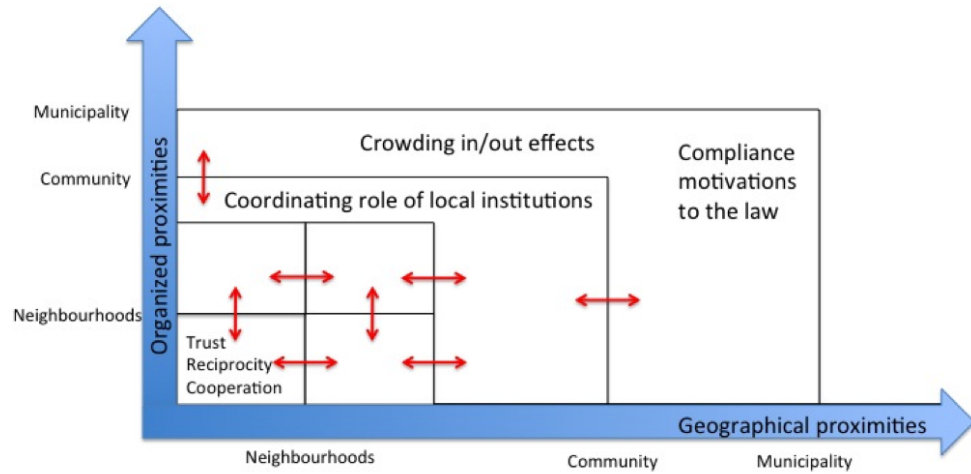 Municipality
Crowding in/out effects
Compliance
motivations
to the law
Community
Coordinating role of local institutions
Organized proximities
Neighbourhoods
Trust
Reciprocity
Cooperation
Geographical proximities
Neighbourhoods
Community
Municipality